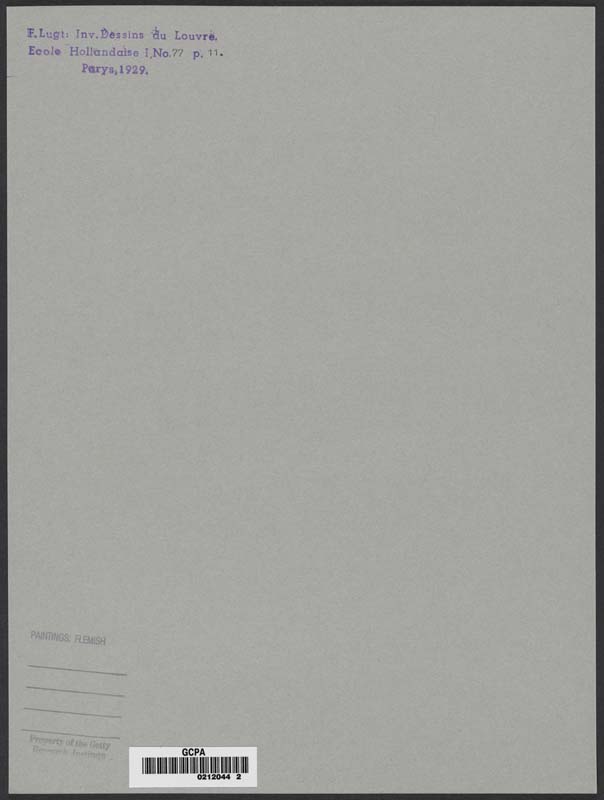 F.Lugt: Inv.Dessins du Louvre.
Ecole Hollandaise I,No.77 p. 11.
Parys,1929.
PAINTINGS, FLEMISH
Property of the Getty
Research Institute
GCPA
0212044 2